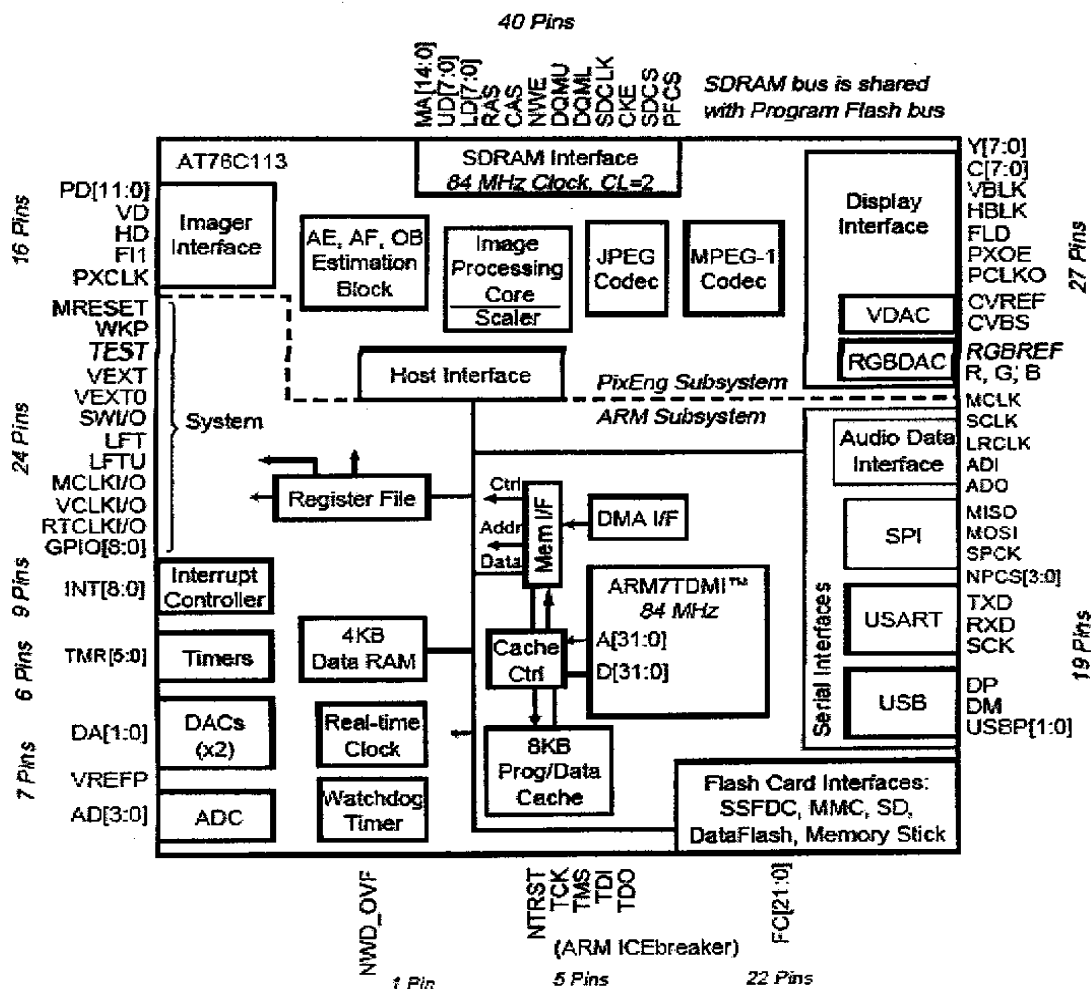 40 Pins
MA[14:0]
UD[7:0]
LD[7:0]
RAS
CAS
NWE
DQMU
DQML
SDCLK
CKE
SDCS
PFCS
SDRAM bus is shared
with Program Flash bus
AT76C113
SDRAM Interface
84 MHz Clock, CL=2
16 Pins
PD[11:0]
VD
HD
FI1
PXCLK
Imager
Interface
AE, AF, OB
Estimation
Block
Image
Processing
Core
Scaler
JPEG
Codec
MPEG-1
Codec
Display
Interface
VDAC
RGBDAC
Y[7:0]
C[7:0]
VBLK
HBLK
FLD
PXOE
PCLKO
CVREF
CVBS
RGBREF
R, G, B
27 Pins
Host Interface
PixEng Subsystem
ARM Subsystem
24 Pins
MRESET
WKP
TEST
VEXT
VEXT0
SWI/O
LFT
LFTU
MCLKI/O
VCLKI/O
RTCLKI/O
GPIO[8:0]
System
Register File
Ctrl
Addr
Data
Mem I/F
DMA I/F
ARM7TDMI™
84 MHz
A[31:0]
D[31:0]
Cache
Ctrl
8KB
Prog/Data
Cache
Serial Interfaces
Audio Data
Interface
SPI
USART
USB
MCLK
SCLK
LRCLK
ADI
ADO
MISO
MOSI
SPCK
NPCS[3:0]
TXD
RXD
SCK
DP
DM
USBP[1:0]
19 Pins
9 Pins
INT[8:0]
Interrupt
Controller
6 Pins
TMR[5:0]
Timers
4KB
Data RAM
7 Pins
DA[1:0]
VREFP
AD[3:0]
DACs
(x2)
ADC
Real-time
Clock
Watchdog
Timer
Flash Card Interfaces:
SSFDC, MMC, SD,
DataFlash, Memory Stick
NWD_OVF
NTRST
TCK
TMS
TDI
TDO
FC[21:0]
(ARM ICEbreaker)
1 Pin
5 Pins
22 Pins